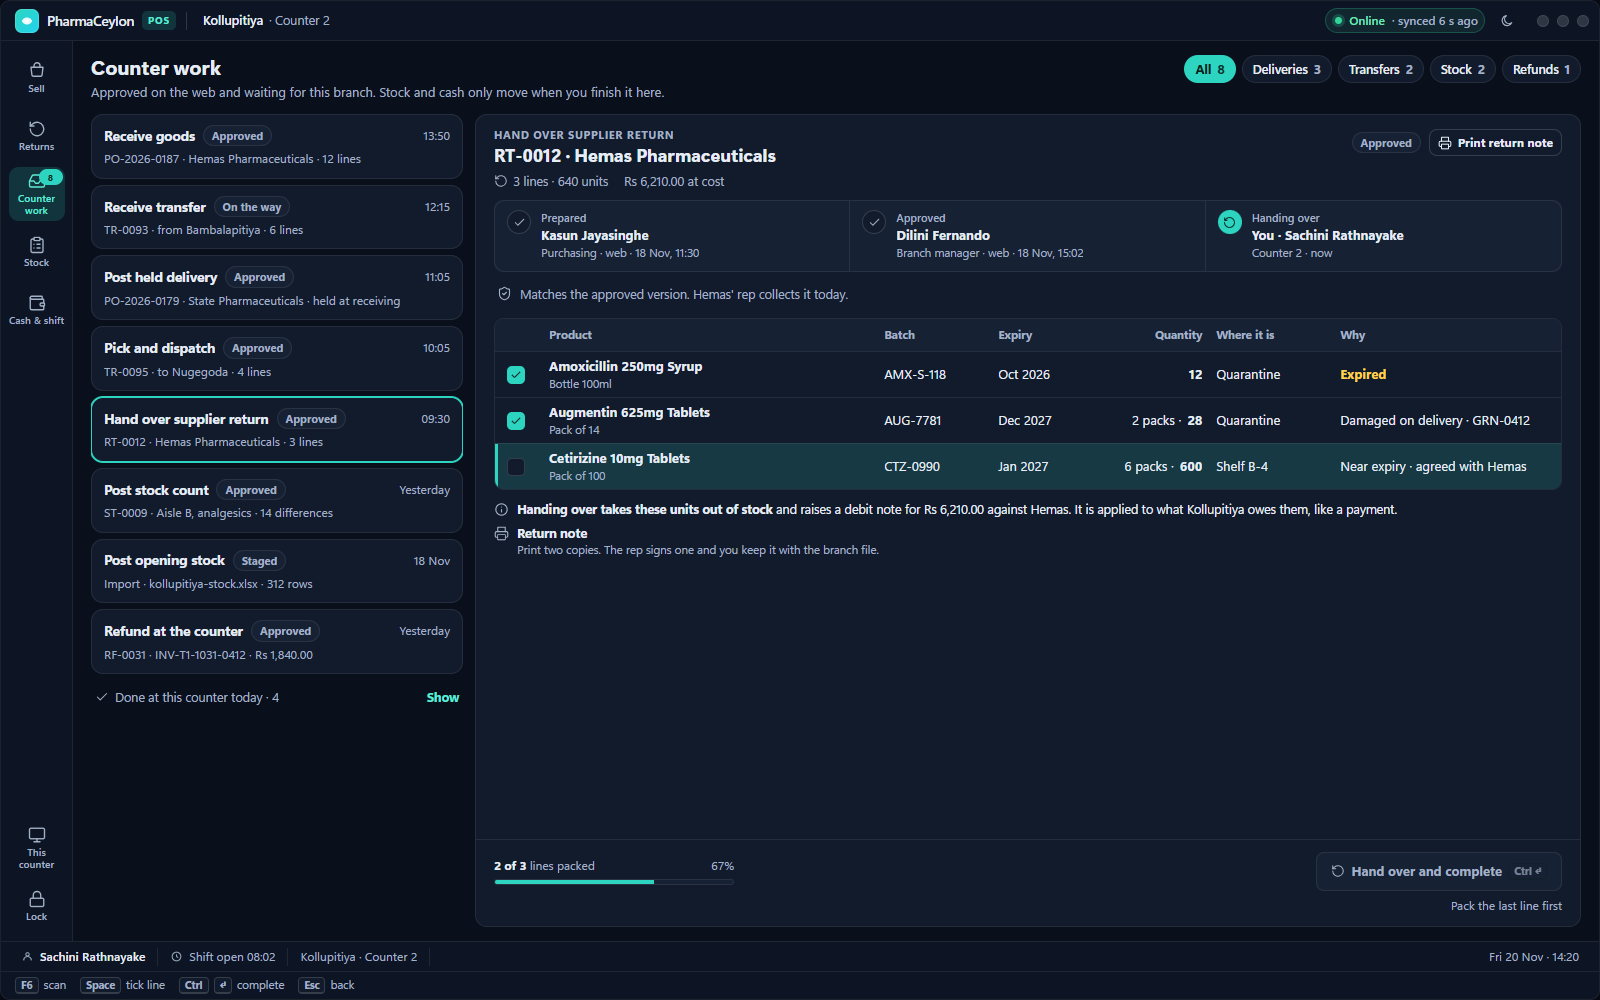 PharmaCeylon POS Kollupitiya · Counter 2
Online · synced 6 s ago
Sell
Returns
8
Counter work
Stock
Cash & shift
This counter
Lock
Counter work
Approved on the web and waiting for this branch. Stock and cash only move when you finish it here.
All 8 Deliveries 3 Transfers 2 Stock 2 Refunds 1
Receive goods Approved 13:50
PO-2026-0187 · Hemas Pharmaceuticals · 12 lines
Receive transfer On the way 12:15
TR-0093 · from Bambalapitiya · 6 lines
Post held delivery Approved 11:05
PO-2026-0179 · State Pharmaceuticals · held at receiving
Pick and dispatch Approved 10:05
TR-0095 · to Nugegoda · 4 lines
Hand over supplier return Approved 09:30
RT-0012 · Hemas Pharmaceuticals · 3 lines
Post stock count Approved Yesterday
ST-0009 · Aisle B, analgesics · 14 differences
Post opening stock Staged 18 Nov
Import · kollupitiya-stock.xlsx · 312 rows
Refund at the counter Approved Yesterday
RF-0031 · INV-T1-1031-0412 · Rs 1,840.00
Done at this counter today · 4 Show
HAND OVER SUPPLIER RETURN
RT-0012 · Hemas Pharmaceuticals
3 lines · 640 units Rs 6,210.00 at cost
Approved Print return note
Prepared
Kasun Jayasinghe
Purchasing · web · 18 Nov, 11:30
Approved
Dilini Fernando
Branch manager · web · 18 Nov, 15:02
Handing over
You · Sachini Rathnayake
Counter 2 · now
Matches the approved version. Hemas' rep collects it today.
Product Batch Expiry Quantity Where it is Why
Amoxicillin 250mg Syrup
Bottle 100ml
AMX-S-118 Oct 2026 12 Quarantine Expired
Augmentin 625mg Tablets
Pack of 14
AUG-7781 Dec 2027 2 packs · 28 Quarantine Damaged on delivery · GRN-0412
Cetirizine 10mg Tablets
Pack of 100
CTZ-0990 Jan 2027 6 packs · 600 Shelf B-4 Near expiry · agreed with Hemas
Handing over takes these units out of stock and raises a debit note for Rs 6,210.00 against Hemas. It is applied to what Kollupitiya owes them, like a payment.
Return note
Print two copies. The rep signs one and you keep it with the branch file.
2 of 3 lines packed 67%
Hand over and complete Ctrl ↵
Pack the last line first
Sachini Rathnayake Shift open 08:02 Kollupitiya · Counter 2 Fri 20 Nov · 14:20
F6 scan Space tick line Ctrl ↵ complete Esc back